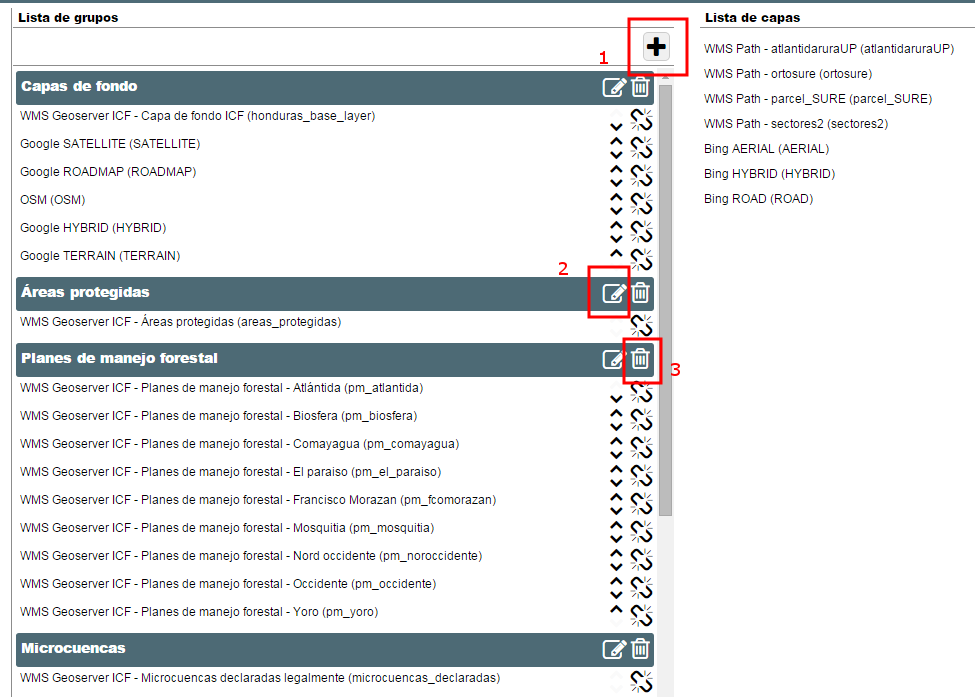 Lista de grupos
1
Capas de fondo
WMS Geoserver ICF - Capa de fondo ICF (honduras_base_layer)
Google SATELLITE (SATELLITE)
Google ROADMAP (ROADMAP)
OSM (OSM)
Google HYBRID (HYBRID)
Google TERRAIN (TERRAIN)
2
Áreas protegidas
WMS Geoserver ICF - Áreas protegidas (areas_protegidas)
Planes de manejo forestal
3
WMS Geoserver ICF - Planes de manejo forestal - Atlántida (pm_atlantida)
WMS Geoserver ICF - Planes de manejo forestal - Biosfera (pm_biosfera)
WMS Geoserver ICF - Planes de manejo forestal - Comayagua (pm_comayagua)
WMS Geoserver ICF - Planes de manejo forestal - El paraiso (pm_el_paraiso)
WMS Geoserver ICF - Planes de manejo forestal - Francisco Morazan (pm_fcomorazan)
WMS Geoserver ICF - Planes de manejo forestal - Mosquitia (pm_mosquitia)
WMS Geoserver ICF - Planes de manejo forestal - Nord occidente (pm_noroccidente)
WMS Geoserver ICF - Planes de manejo forestal - Occidente (pm_occidente)
WMS Geoserver ICF - Planes de manejo forestal - Yoro (pm_yoro)
Microcuencas
WMS Geoserver ICF - Microcuencas declaradas legalmente (microcuencas_declaradas)
Lista de capas
WMS Path - atlantidaruraUP (atlantidaruraUP)
WMS Path - ortosure (ortosure)
WMS Path - parcel_SURE (parcel_SURE)
WMS Path - sectores2 (sectores2)
Bing AERIAL (AERIAL)
Bing HYBRID (HYBRID)
Bing ROAD (ROAD)